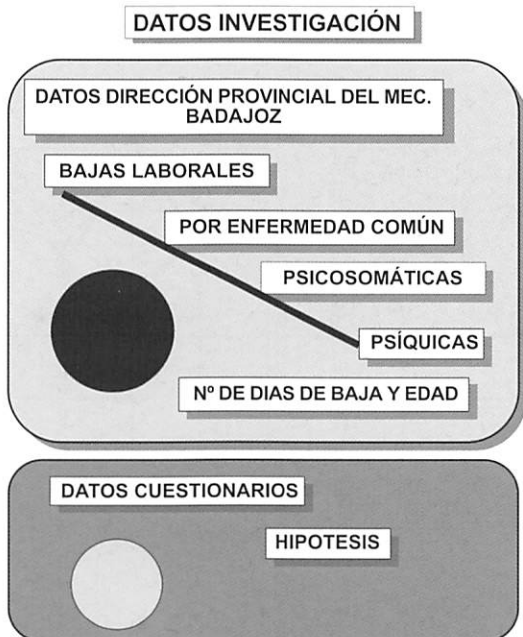 DATOS INVESTIGACIÓN
DATOS DIRECCIÓN PROVINCIAL DEL MEC.
BADAJOZ
BAJAS LABORALES
POR ENFERMEDAD COMÚN
PSICOSOMÁTICAS
PSÍQUICAS
Nº DE DIAS DE BAJA Y EDAD
DATOS CUESTIONARIOS
HIPOTESIS